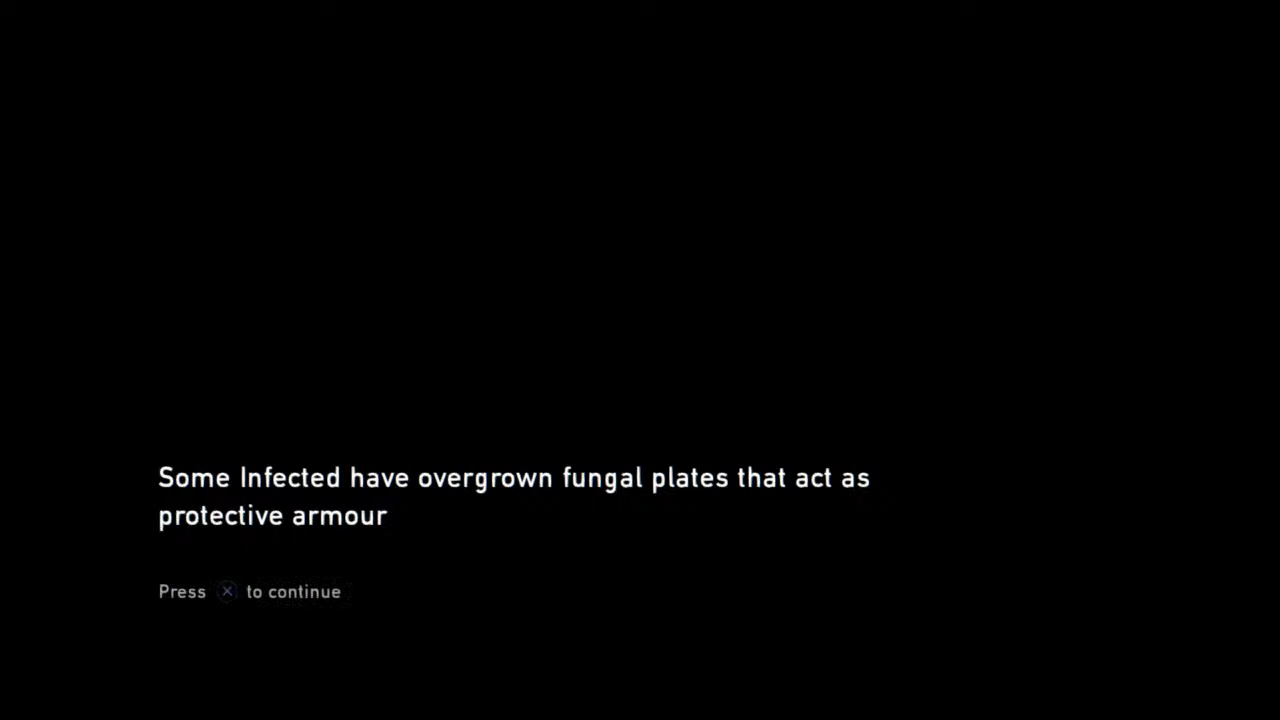 Some Infected have overgrown fungal plates that act as
protective armour
Press ⊗ to continue